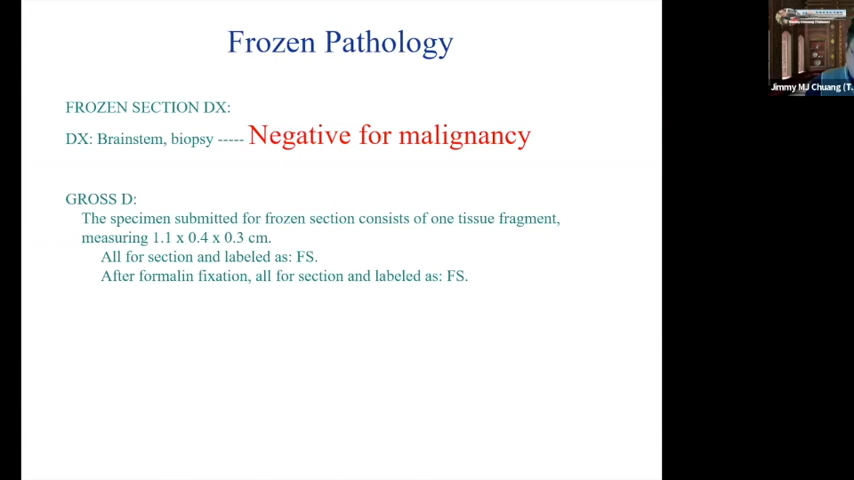 Frozen Pathology
FROZEN SECTION DX:
DX: Brainstem, biopsy ----- Negative for malignancy
GROSS D:
The specimen submitted for frozen section consists of one tissue fragment,
measuring 1.1 x 0.4 x 0.3 cm.
All for section and labeled as: FS.
After formalin fixation, all for section and labeled as: FS.
Jimmy MJ Chuang (T.